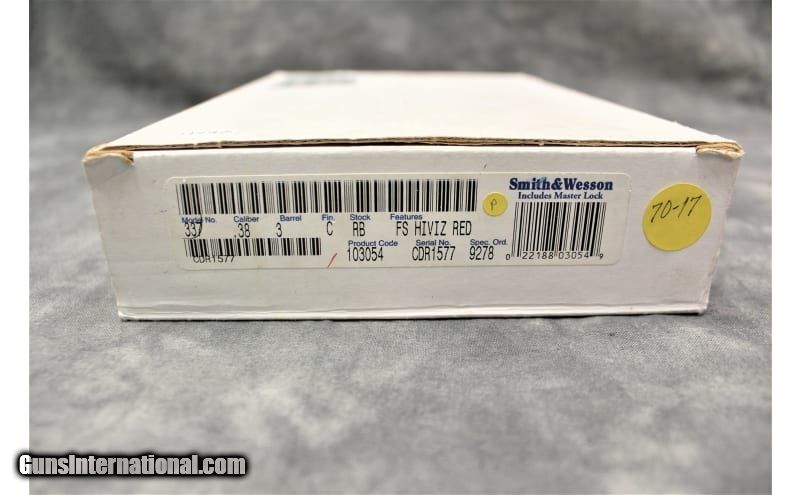 Smith&Wesson
Includes Master Lock
P
70-17
Model No. Caliber Barrel Fin. Stock Features
337 .38 3 C RB FS HIVIZ RED
Product Code Serial No. Spec. Ord.
CDR1577 103054 CDR1577 9278
0 22188 03054 9
GunsInternational.com